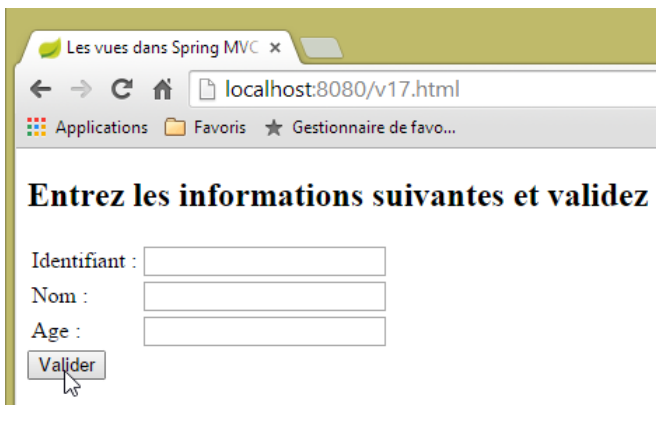 Les vues dans Spring MVC
localhost:8080/v17.html
Applications Favoris Gestionnaire de favo...
Entrez les informations suivantes et validez
Identifiant :
Nom :
Age :
Valider